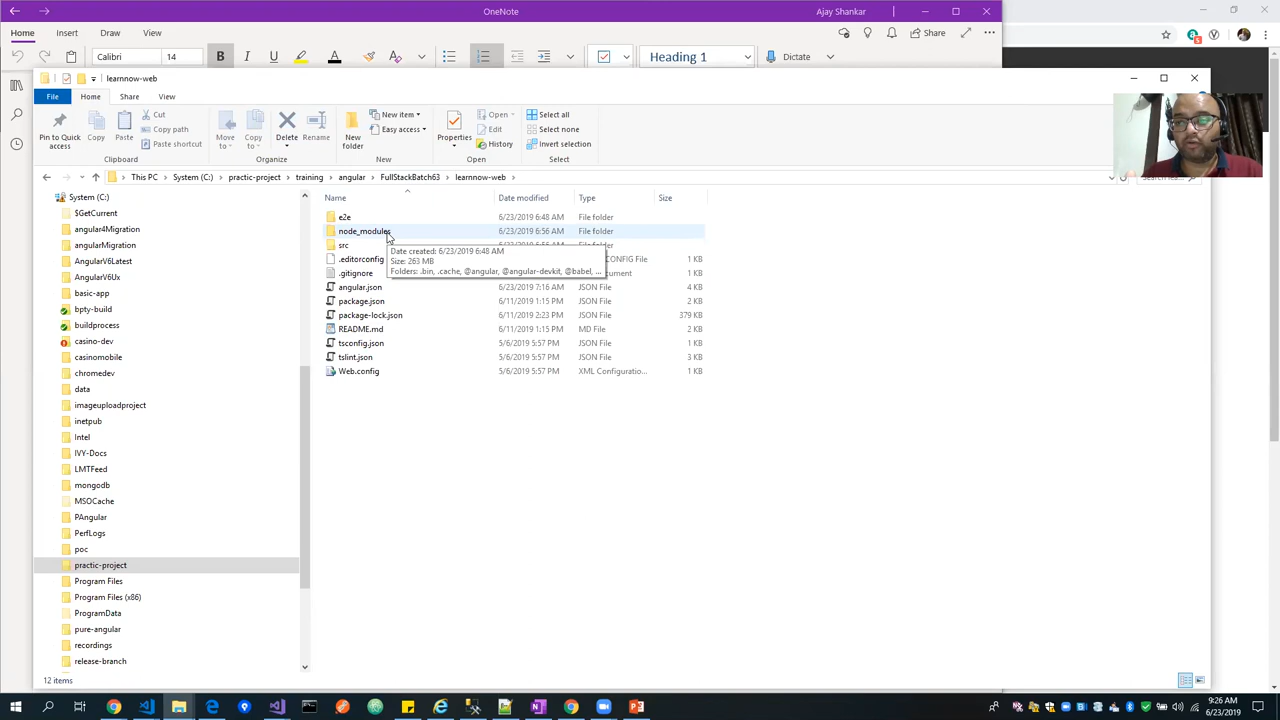 OneNote
Ajay Shankar
Home
Insert
Draw
View
Share
Calibri
14
B
I
U
A
Heading 1
Dictate
learnnow-web
File
Home
Share
View
Pin to Quick access
Copy
Paste
Cut
Copy path
Paste shortcut
Clipboard
Move to
Copy to
Delete
Rename
Organize
New folder
New item
Easy access
New
Properties
Open
Edit
History
Open
Select all
Select none
Invert selection
Select
This PC
System (C:)
practic-project
training
angular
FullStackBatch63
learnnow-web
System (C:)
$GetCurrent
angular4Migration
angularMigration
AngularV6Latest
AngularV6Ux
basic-app
bpty-build
buildprocess
casino-dev
casinomobile
chromedev
data
imageuploadproject
inetpub
Intel
IVY-Docs
LMTFeed
mongodb
MSOCache
PAngular
PerfLogs
poc
practic-project
Program Files
Program Files (x86)
ProgramData
pure-angular
recordings
release-branch
Name Date modified Type Size
e2e 6/23/2019 6:48 AM File folder
node_modules 6/23/2019 6:56 AM File folder
src
Date created: 6/23/2019 6:48 AM
Size: 263 MB
Folders: .bin, .cache, @angular, @angular-devkit, @babel, ...
.editorconfig CONFIG File 1 KB
.gitignore ocument 1 KB
angular.json 6/23/2019 7:16 AM JSON File 4 KB
package.json 6/11/2019 1:15 PM JSON File 2 KB
package-lock.json 6/11/2019 2:23 PM JSON File 379 KB
README.md 6/11/2019 1:15 PM MD File 2 KB
tsconfig.json 5/6/2019 5:57 PM JSON File 1 KB
tslint.json 5/6/2019 5:57 PM JSON File 3 KB
Web.config 5/6/2019 5:57 PM XML Configuratio... 1 KB
12 items
9:26 AM
6/23/2019